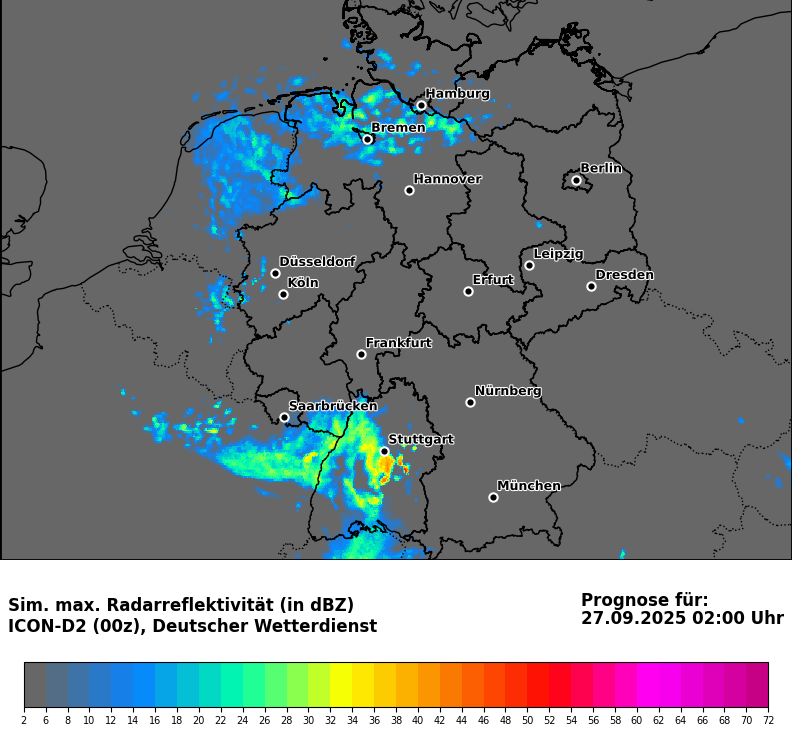 Hamburg
Bremen
Berlin
Hannover
Leipzig
Düsseldorf
Dresden
Köln
Erfurt
Frankfurt
Nürnberg
Saarbrücken
Stuttgart
München
Sim. max. Radarreflektivität (in dBZ)
ICON-D2 (00z), Deutscher Wetterdienst
Prognose für:
27.09.2025 02:00 Uhr
2 6 8 10 12 14 16 18 20 22 24 26 28 30 32 34 36 38 40 42 44 46 48 50 52 54 56 58 60 62 64 66 68 70 72